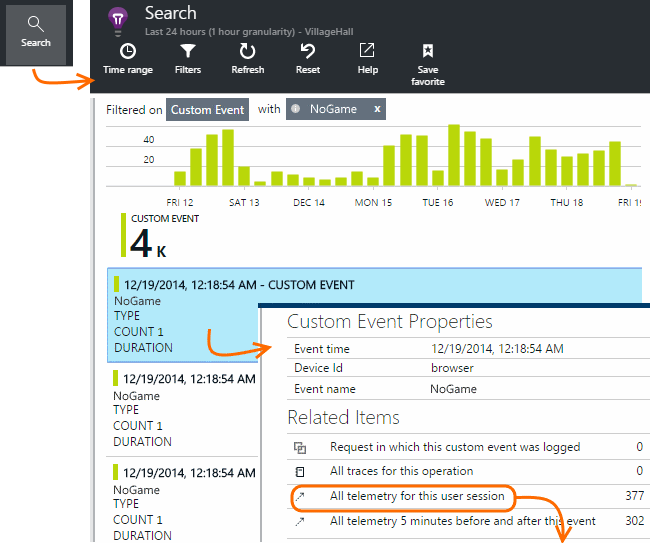 Search
Search
Last 24 hours (1 hour granularity) - VillageHall
Time range Filters Refresh Reset Help Save favorite
Filtered on Custom Event with NoGame x
40
20
FRI 12 SAT 13 DEC 14 MON 15 TUE 16 WED 17 THU 18 FRI 19
CUSTOM EVENT
4 K
12/19/2014, 12:18:54 AM - CUSTOM EVENT
NoGame
TYPE
COUNT 1
DURATION
12/19/2014, 12:18:54 AM
NoGame
TYPE
COUNT 1
DURATION
12/19/2014, 12:18:54 AM
NoGame
TYPE
COUNT 1
DURATION
Custom Event Properties
Event time 12/19/2014, 12:18:54 AM
Device Id browser
Event name NoGame
Related Items
Request in which this custom event was logged 0
All traces for this operation 0
All telemetry for this user session 377
All telemetry 5 minutes before and after this event 302